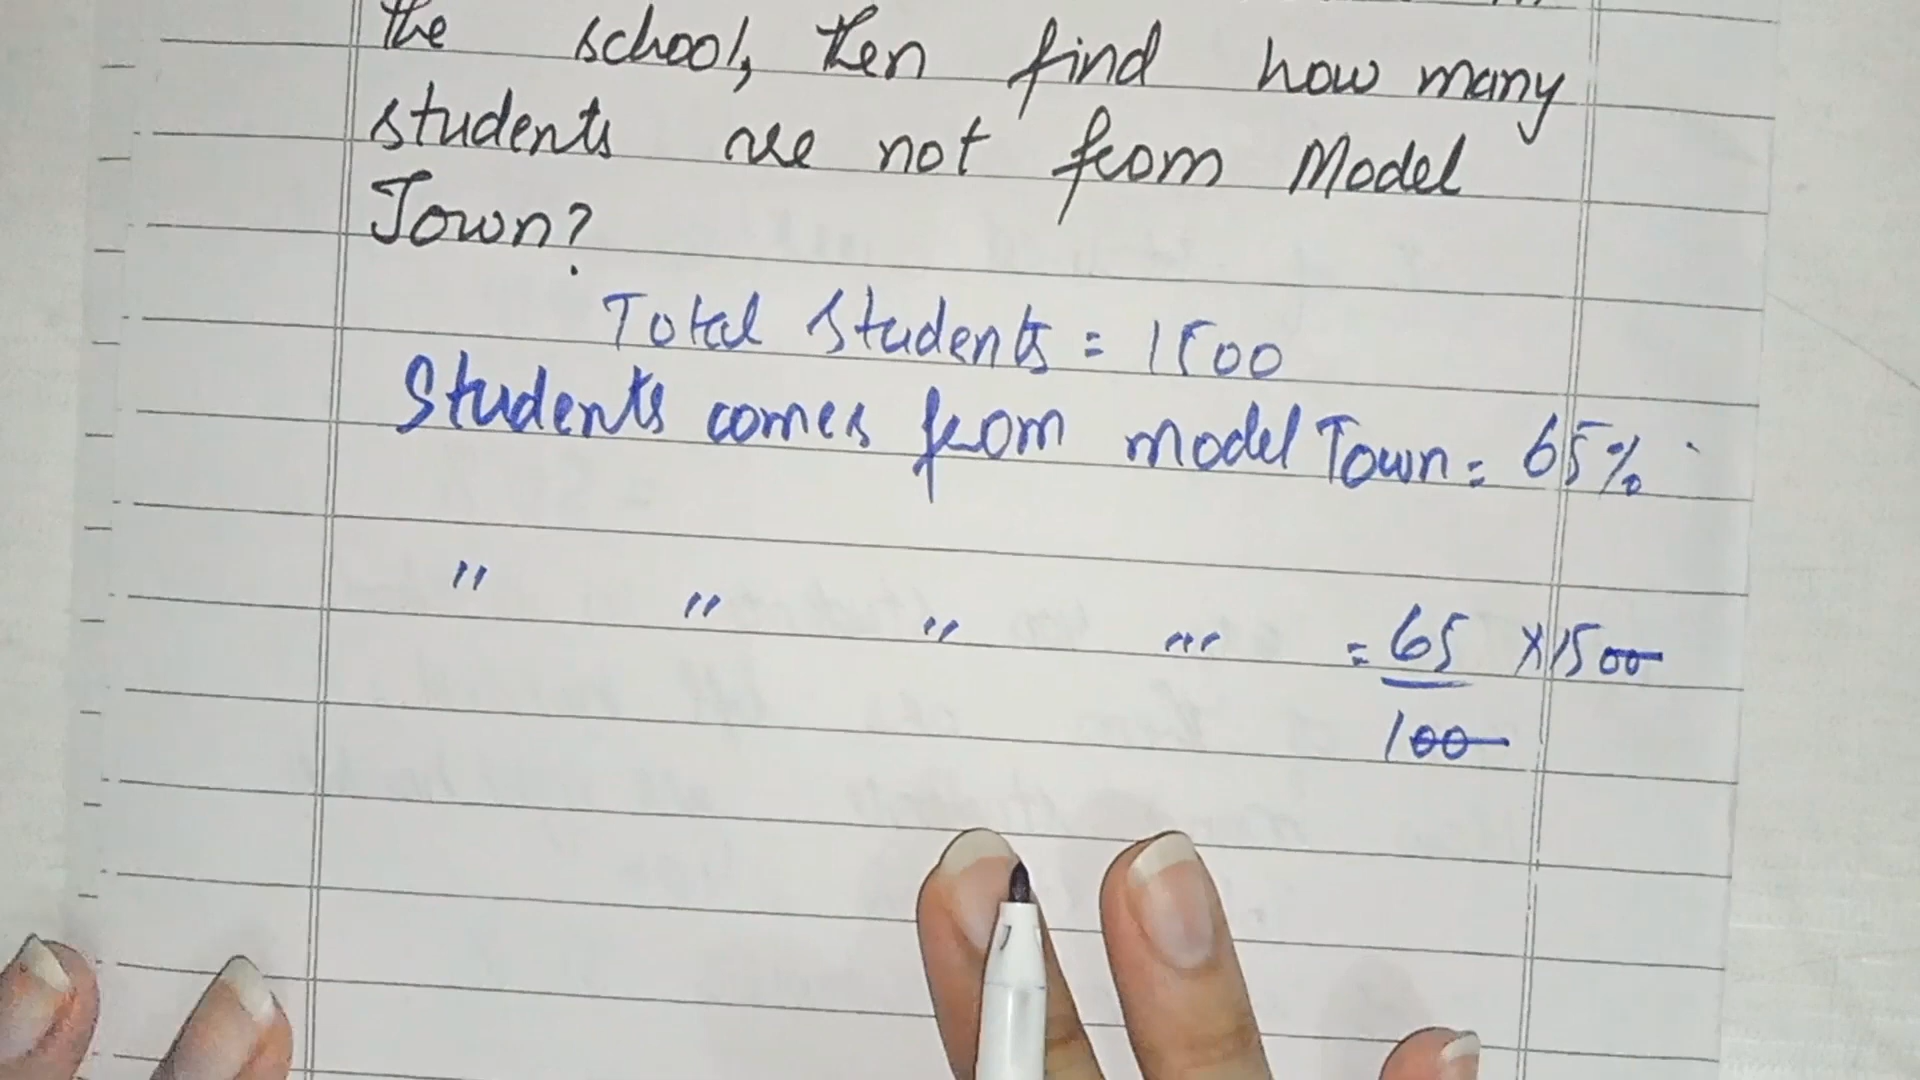 the school, then find how many
students are not from Model
Town?
Total Students = 1500
Students comes from model Town = 65%
" " " " = 65 × 1500
100